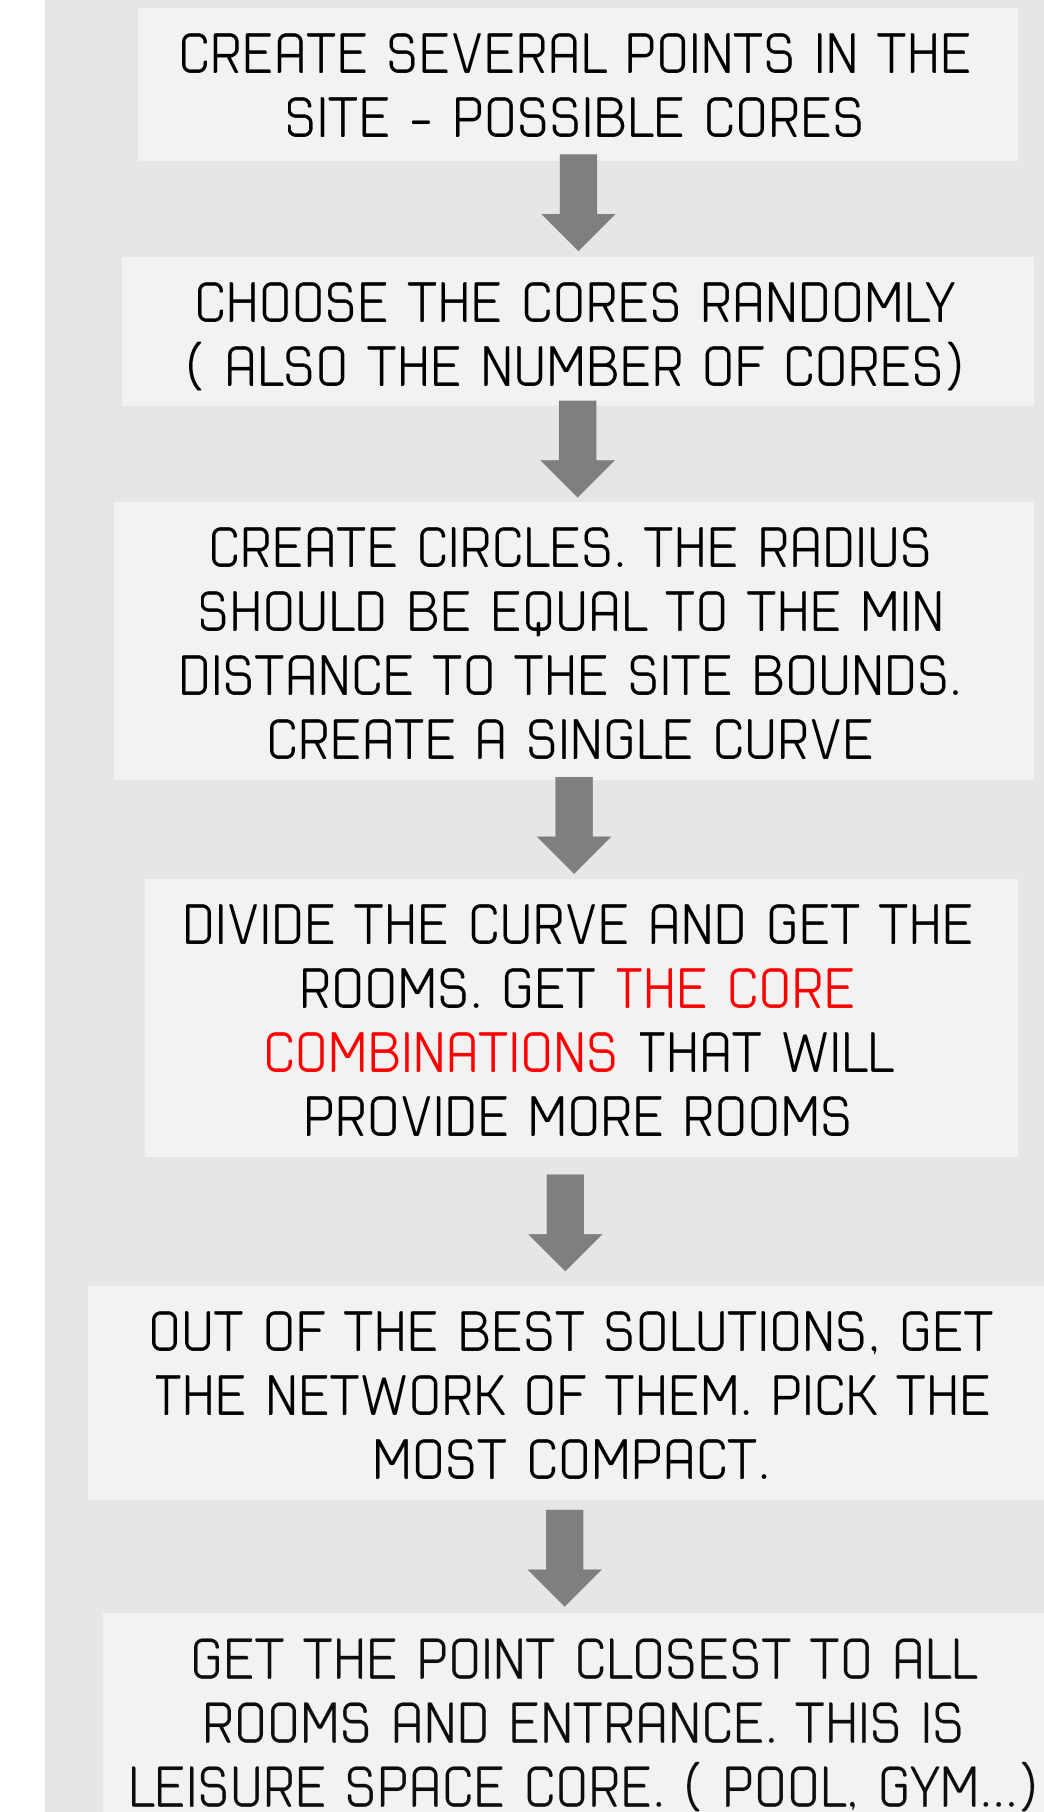 CREATE SEVERAL POINTS IN THE
SITE - POSSIBLE CORES
CHOOSE THE CORES RANDOMLY
( ALSO THE NUMBER OF CORES)
CREATE CIRCLES. THE RADIUS
SHOULD BE EQUAL TO THE MIN
DISTANCE TO THE SITE BOUNDS.
CREATE A SINGLE CURVE
DIVIDE THE CURVE AND GET THE
ROOMS. GET THE CORE
COMBINATIONS THAT WILL
PROVIDE MORE ROOMS
OUT OF THE BEST SOLUTIONS, GET
THE NETWORK OF THEM. PICK THE
MOST COMPACT.
GET THE POINT CLOSEST TO ALL
ROOMS AND ENTRANCE. THIS IS
LEISURE SPACE CORE. ( POOL, GYM...)